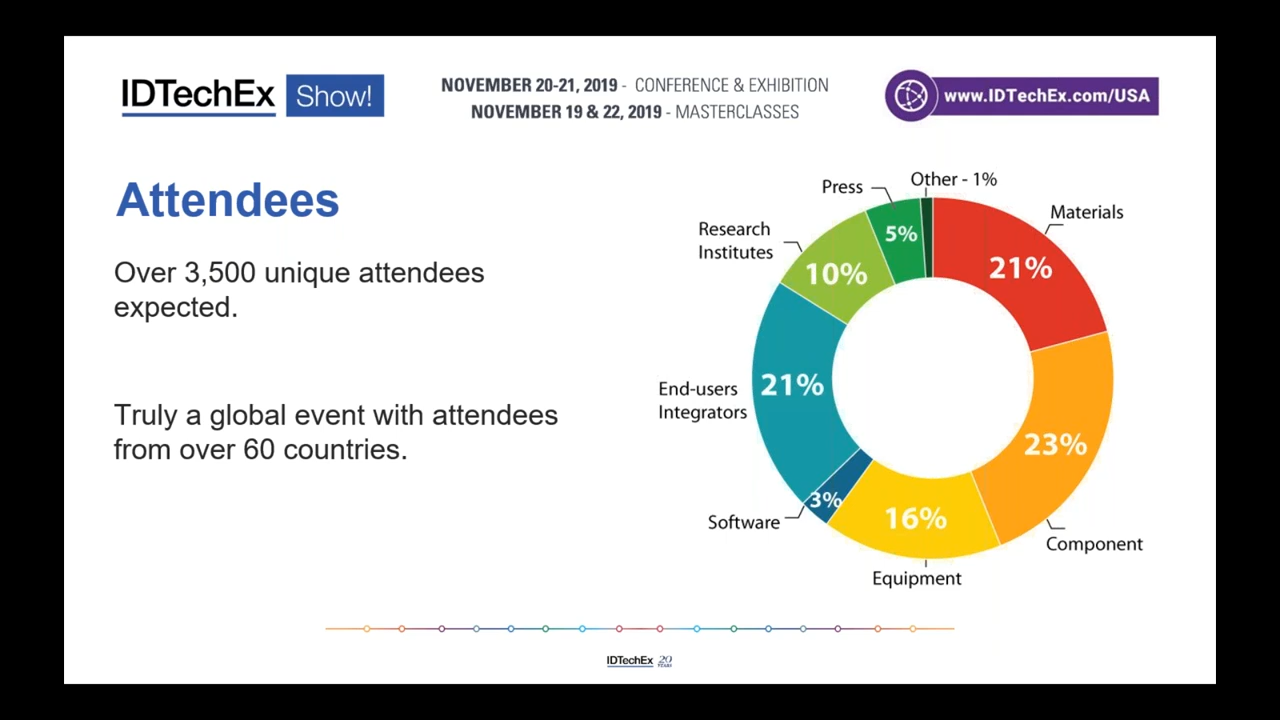 IDTechEx Show!
NOVEMBER 20-21, 2019 - CONFERENCE & EXHIBITION
NOVEMBER 19 & 22, 2019 - MASTERCLASSES
www.IDTechEx.com/USA
Attendees
Over 3,500 unique attendees
expected.
Truly a global event with attendees
from over 60 countries.
Other - 1%
Press
5%
Materials
21%
Research
Institutes
10%
End-users
Integrators
21%
23%
Component
Software
3%
16%
Equipment
IDTechEx 20
YEARS